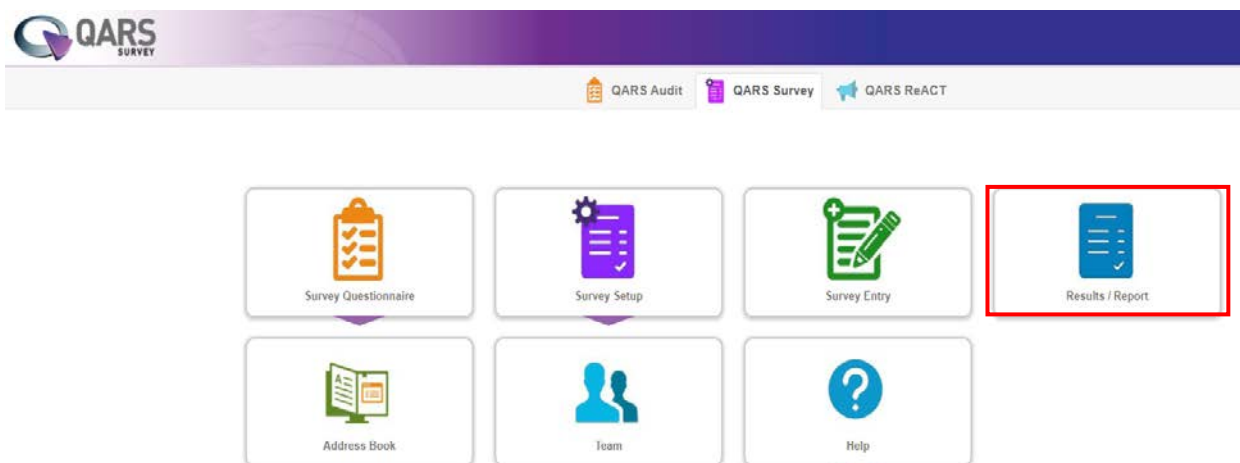 QARS
SURVEY
QARS Audit QARS Survey QARS ReACT
Survey Questionnaire Survey Setup Survey Entry Results / Report
Address Book Team Help